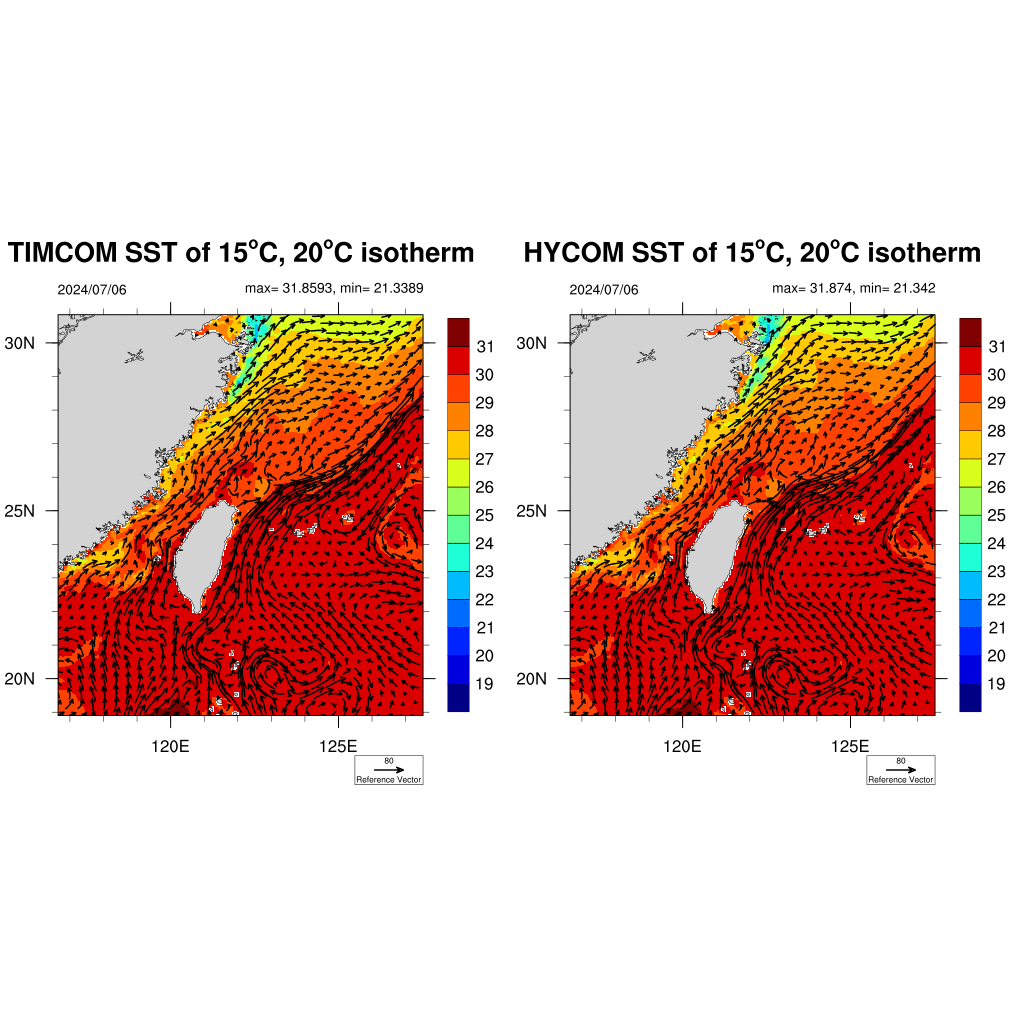 TIMCOM SST of 15°C, 20°C isotherm
2024/07/06
max= 31.8593, min= 21.3389
30N
25N
20N
120E
125E
31
30
29
28
27
26
25
24
23
22
21
20
19
80
Reference Vector
HYCOM SST of 15°C, 20°C isotherm
2024/07/06
max= 31.874, min= 21.342
30N
25N
20N
120E
125E
31
30
29
28
27
26
25
24
23
22
21
20
19
80
Reference Vector